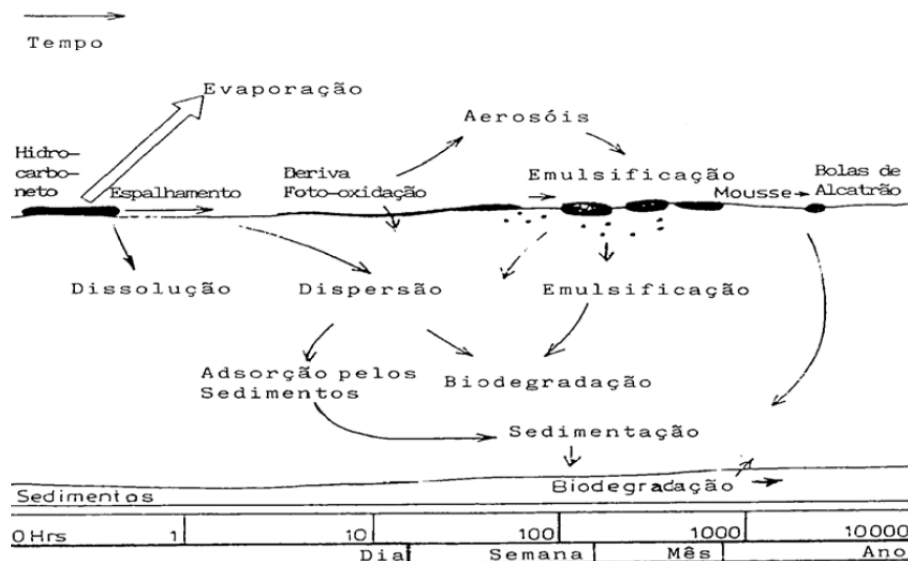 Tempo
Evaporação
Aerosóis
Hidro-
carbo-
neto
Espalhamento
Deriva
Foto-oxidação
Emulsificação
Mousse
Bolas de
Alcatrão
Dissolução
Dispersão
Emulsificação
Adsorção pelos
Sedimentos
Biodegradação
Sedimentação
Biodegradação
Sedimentos
0 Hrs 1 10 100 1000 10000
Dia Semana Mês Ano